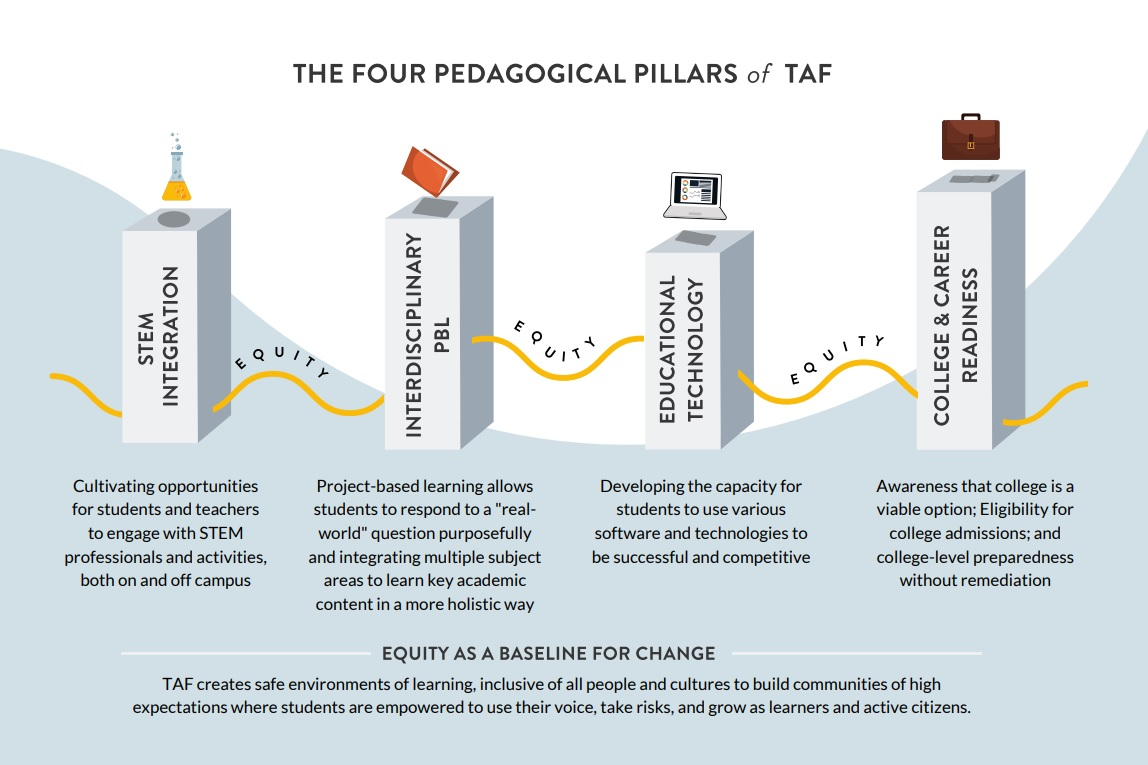 THE FOUR PEDAGOGICAL PILLARS of TAF
STEM
INTEGRATION
EQUITY
INTERDISCIPLINARY
PBL
EQUITY
EDUCATIONAL
TECHNOLOGY
EQUITY
COLLEGE & CAREER
READINESS
Cultivating opportunities
for students and teachers
to engage with STEM
professionals and activities,
both on and off campus
Project-based learning allows
students to respond to a "real-
world" question purposefully
and integrating multiple subject
areas to learn key academic
content in a more holistic way
Developing the capacity for
students to use various
software and technologies to
be successful and competitive
Awareness that college is a
viable option; Eligibility for
college admissions; and
college-level preparedness
without remediation
EQUITY AS A BASELINE FOR CHANGE
TAF creates safe environments of learning, inclusive of all people and cultures to build communities of high
expectations where students are empowered to use their voice, take risks, and grow as learners and active citizens.